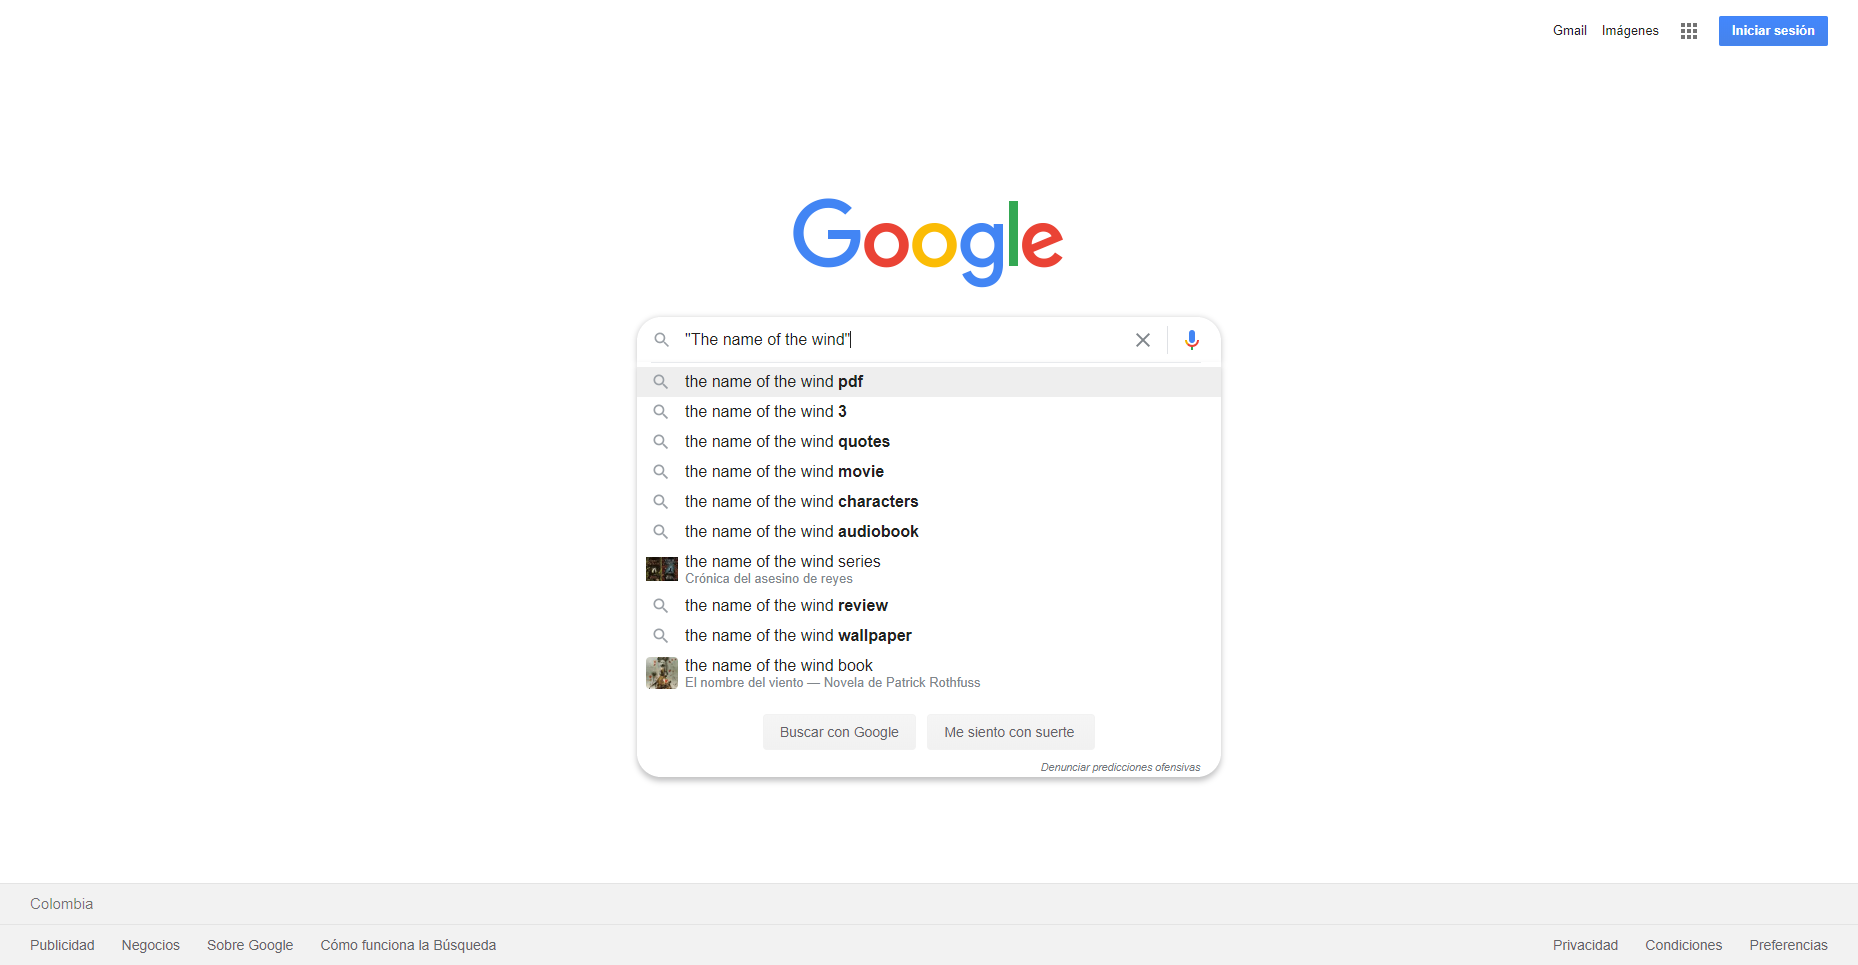 Gmail Imágenes Iniciar sesión
Google
"The name of the wind"
the name of the wind pdf
the name of the wind 3
the name of the wind quotes
the name of the wind movie
the name of the wind characters
the name of the wind audiobook
the name of the wind series
Crónica del asesino de reyes
the name of the wind review
the name of the wind wallpaper
the name of the wind book
El nombre del viento — Novela de Patrick Rothfuss
Buscar con Google Me siento con suerte
Denunciar predicciones ofensivas
Colombia
Publicidad Negocios Sobre Google Cómo funciona la Búsqueda Privacidad Condiciones Preferencias